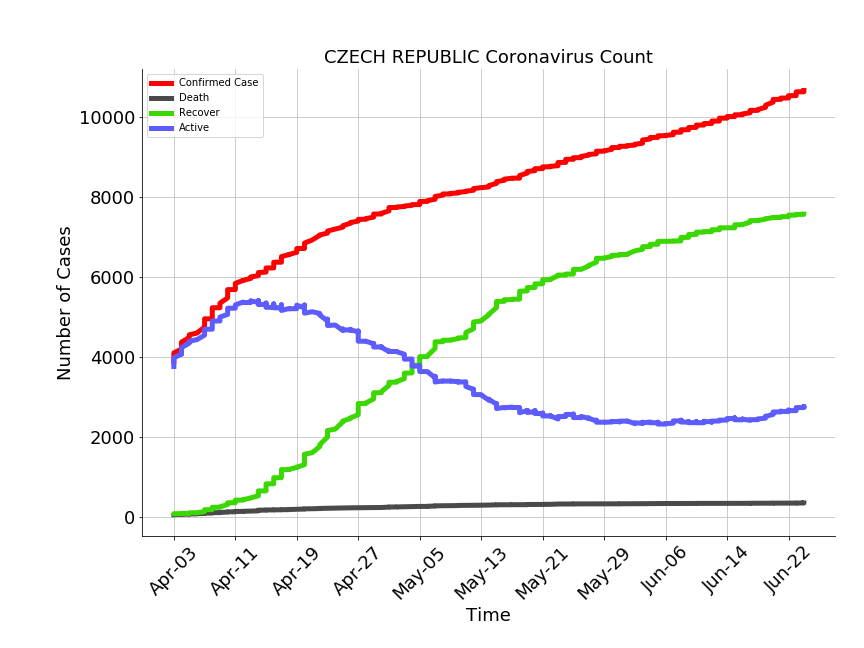 CZECH REPUBLIC Coronavirus Count
Confirmed Case
Death
Recover
Active
Number of Cases
10000
8000
6000
4000
2000
0
Apr-03
Apr-11
Apr-19
Apr-27
May-05
May-13
May-21
May-29
Jun-06
Jun-14
Jun-22
Time